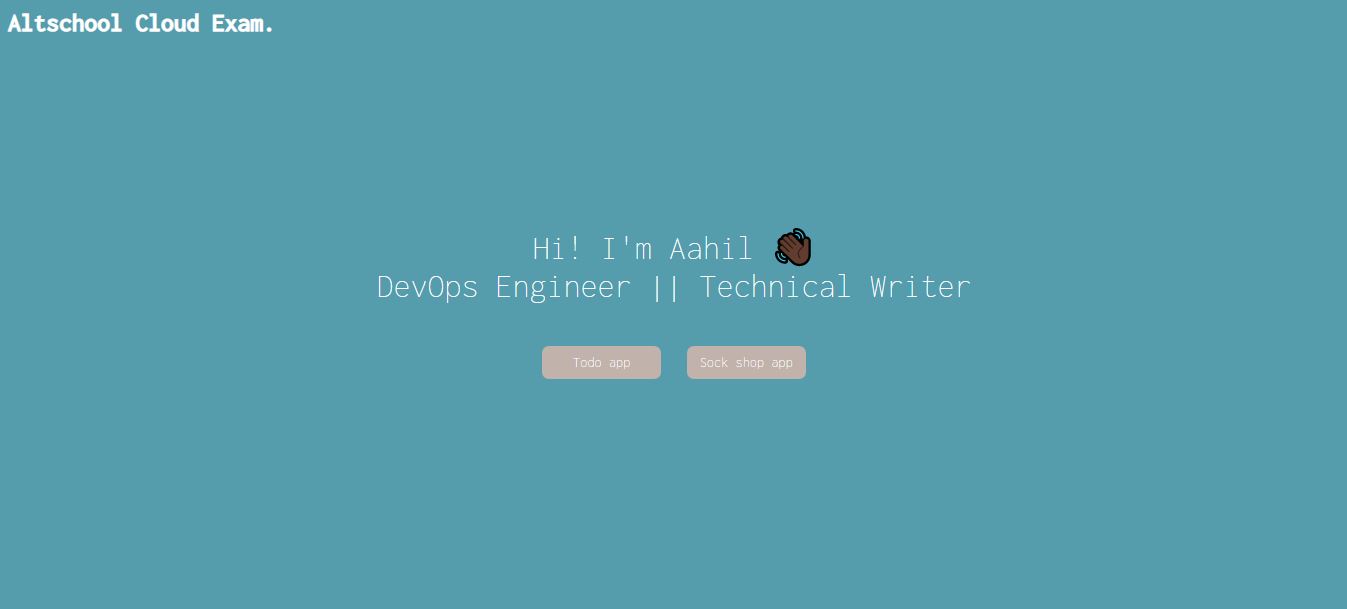 Altschool Cloud Exam.
Hi! I'm Aahil 👋🏿
DevOps Engineer || Technical Writer
Todo app
Sock shop app